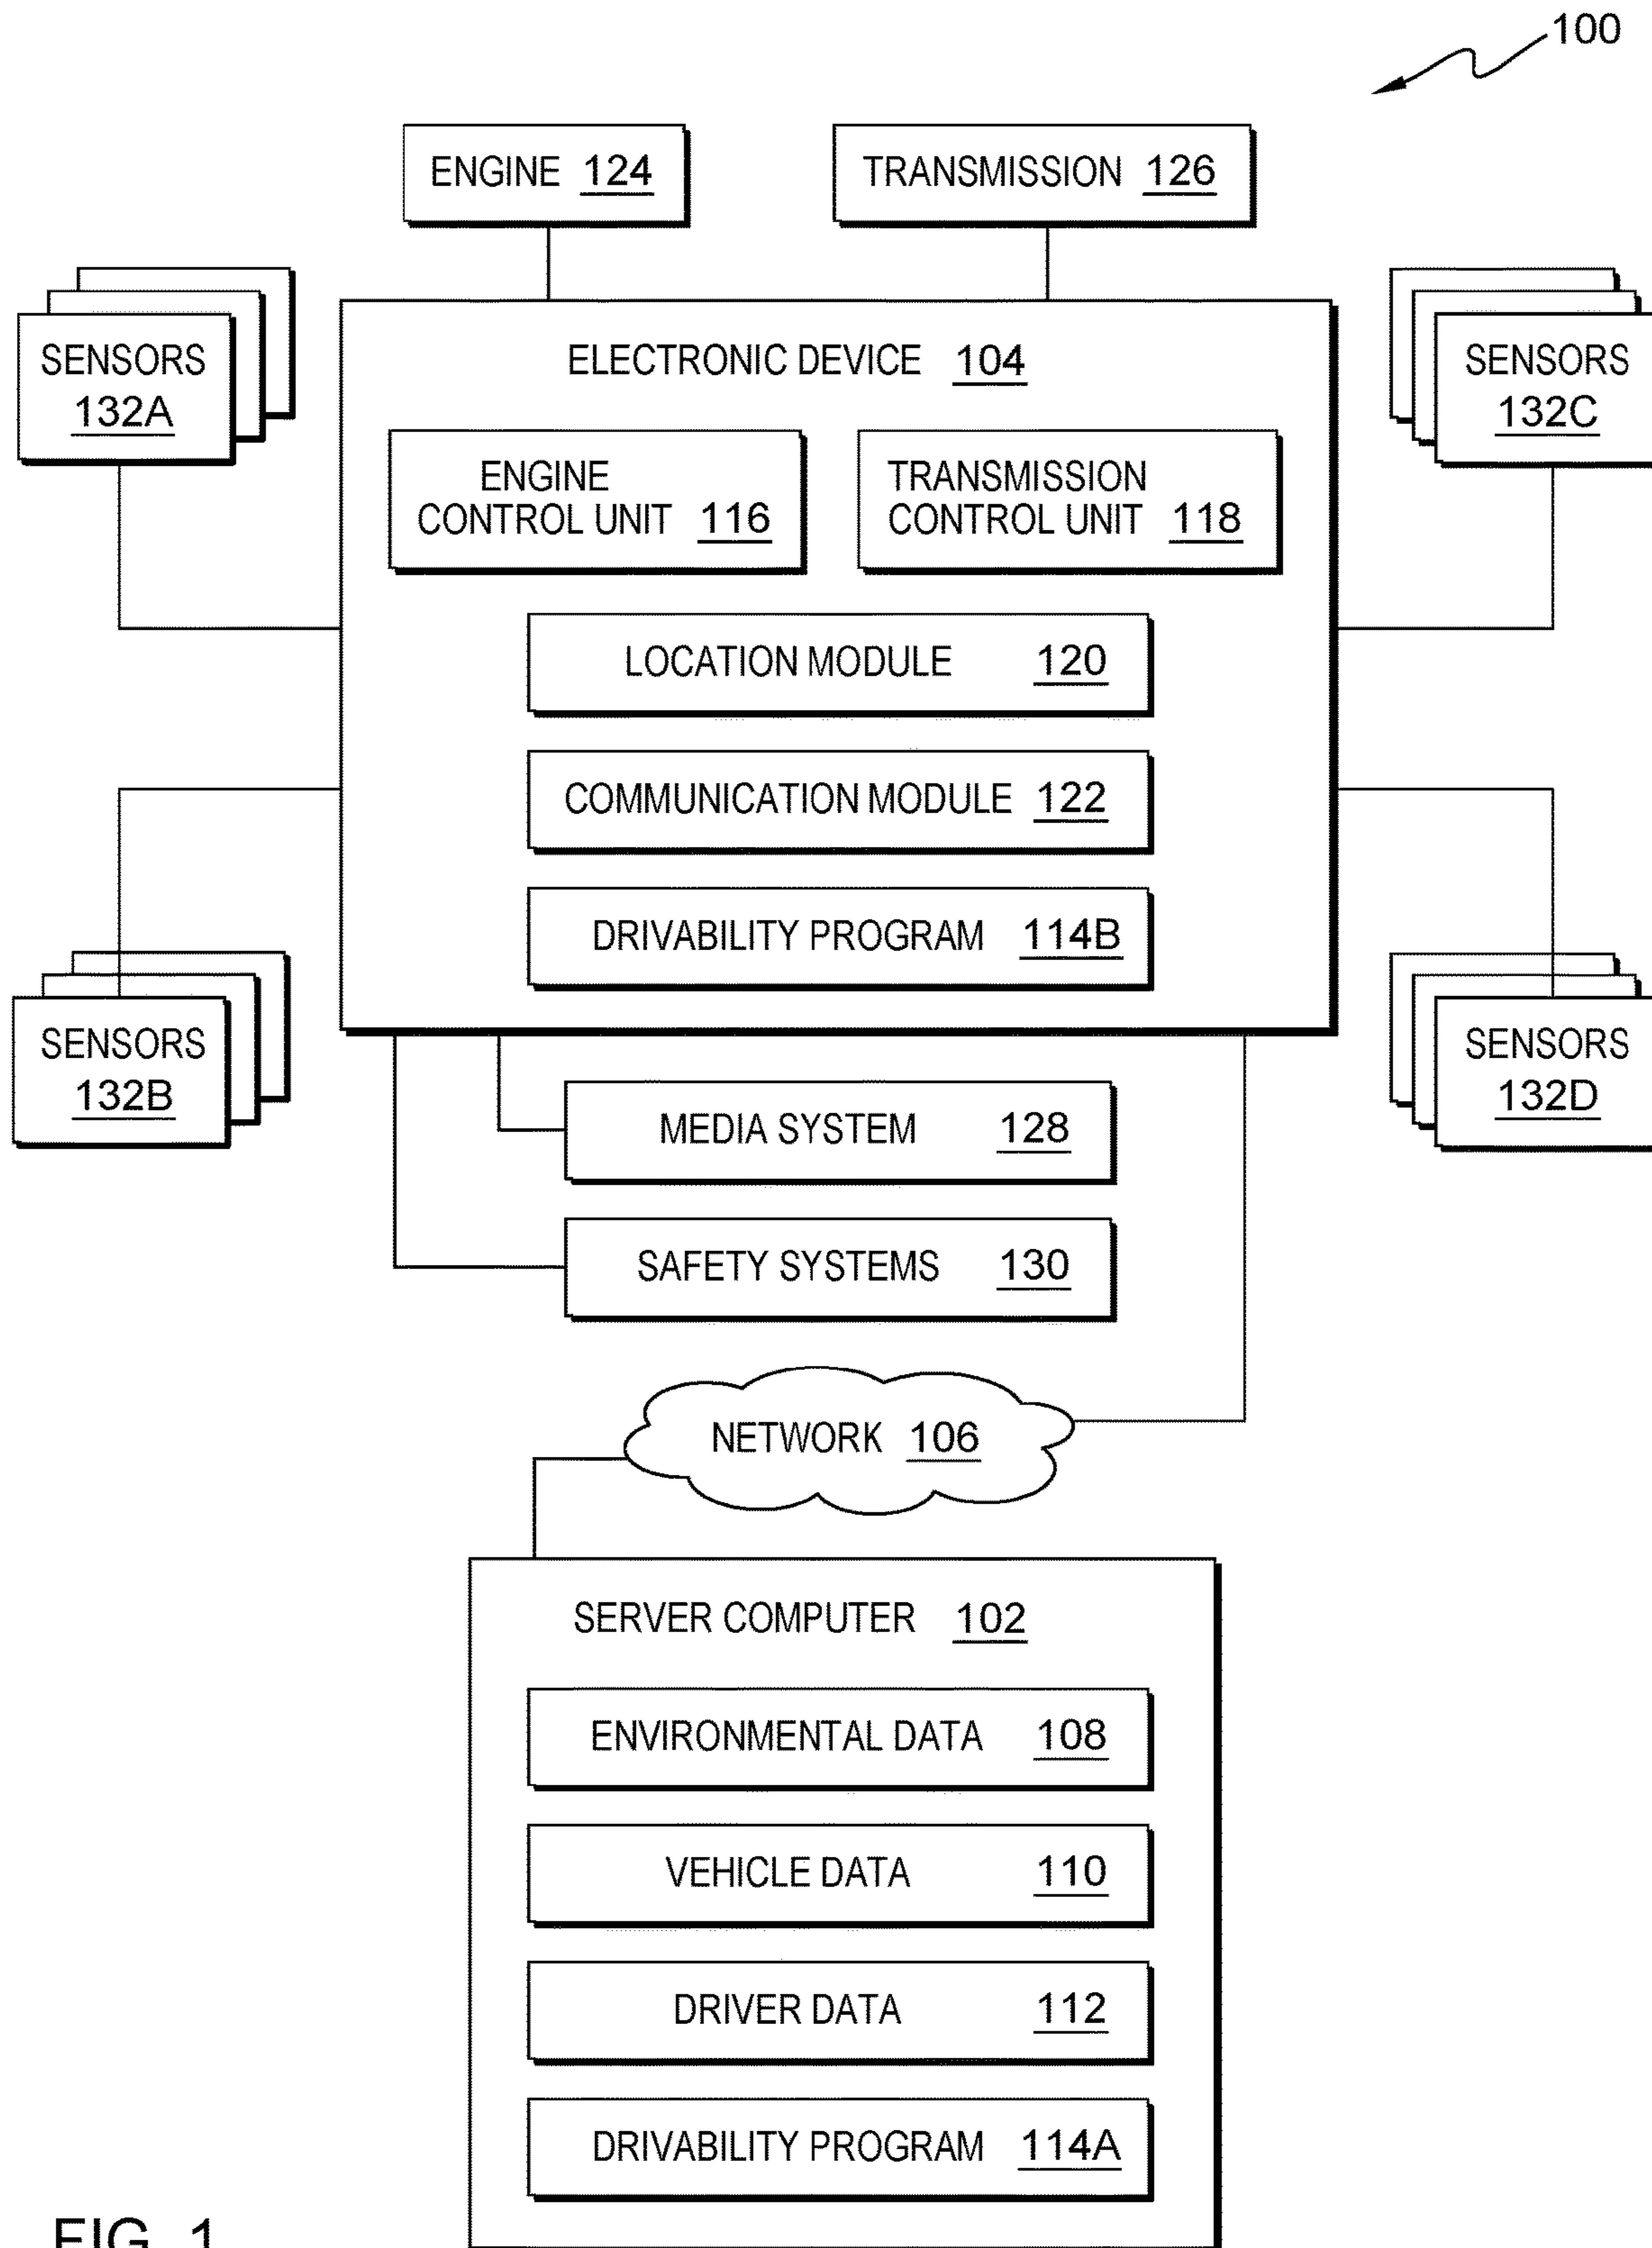 100
ENGINE 124
TRANSMISSION 126
SENSORS
132A
SENSORS
132C
ELECTRONIC DEVICE 104
ENGINE
CONTROL UNIT 116
TRANSMISSION
CONTROL UNIT 118
LOCATION MODULE 120
COMMUNICATION MODULE 122
DRIVABILITY PROGRAM 114B
SENSORS
132B
SENSORS
132D
MEDIA SYSTEM 128
SAFETY SYSTEMS 130
NETWORK 106
SERVER COMPUTER 102
ENVIRONMENTAL DATA 108
VEHICLE DATA 110
DRIVER DATA 112
DRIVABILITY PROGRAM 114A
FIG. 1